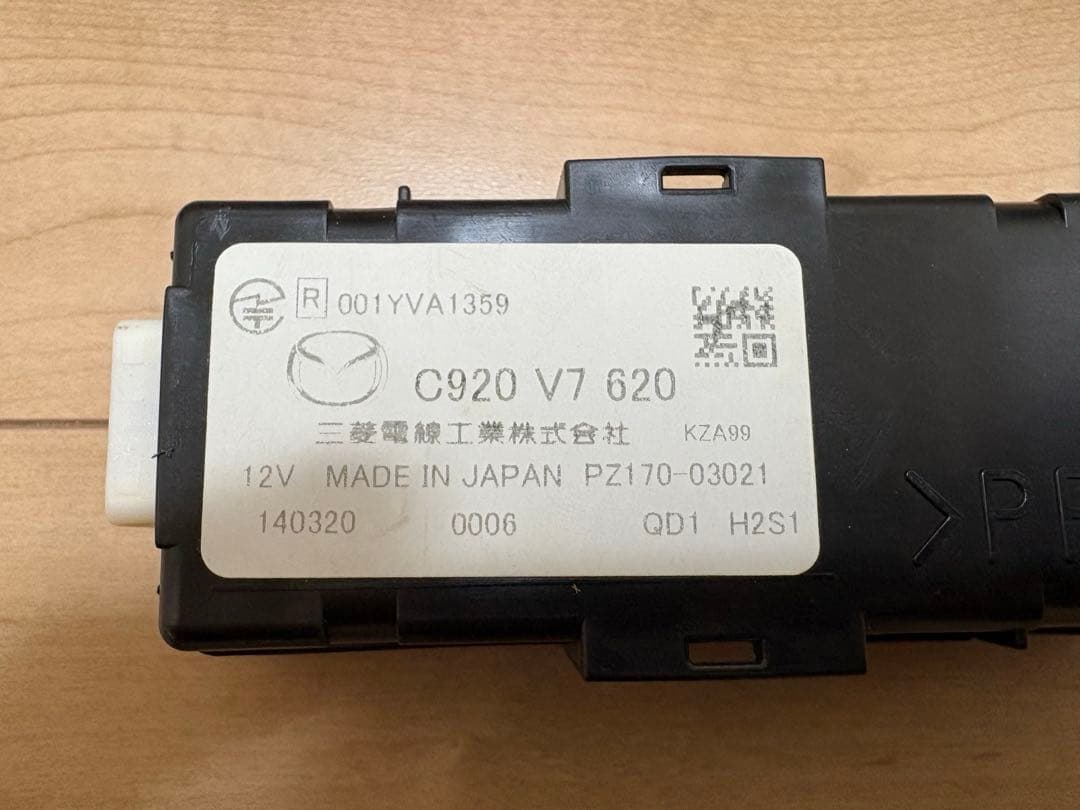 R 001YVA1359
C920 V7 620
三菱電線工業株式会社 KZA99
12V MADE IN JAPAN PZ170-03021
140320 0006 QD1 H2S1
>PP